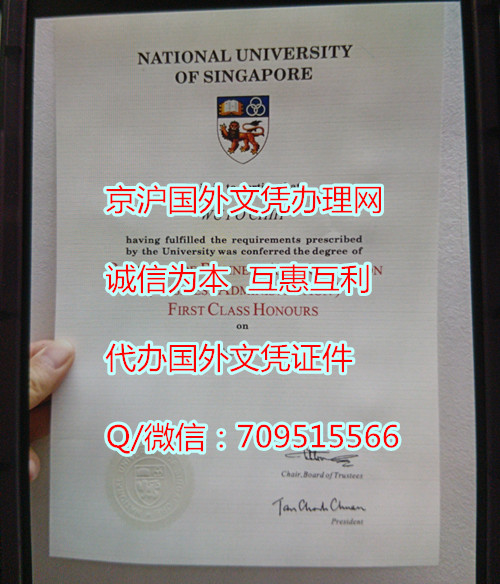 NATIONAL UNIVERSITY
OF SINGAPORE
京沪国外文凭办理网
having fulfilled the requirements prescribed
by the University was conferred the degree of
诚信为本 互惠互利
FIRST CLASS HONOURS
on
代办国外文凭证件
Q/微信：709515566
Chair, Board of Trustees
President